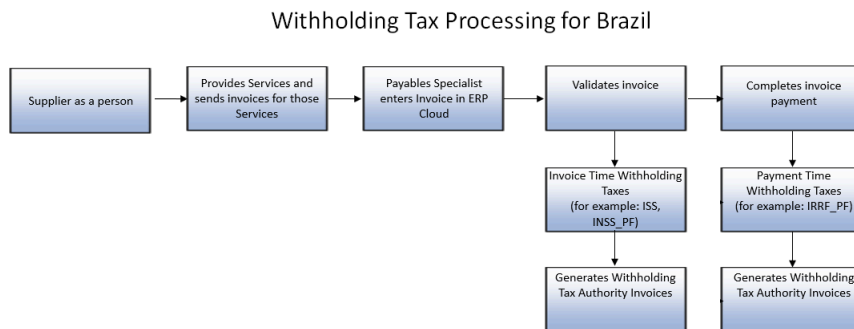 Withholding Tax Processing for Brazil
Supplier as a person
Provides Services and
sends invoices for those
Services
Payables Specialist
enters Invoice in ERP
Cloud
Validates invoice
Completes invoice
payment
Invoice Time Withholding
Taxes
(for example: ISS,
INSS_PF)
Payment Time
Withholding Taxes
(for example: IRRF_PF)
Generates Withholding
Tax Authority Invoices
Generates Withholding
Tax Authority Invoices